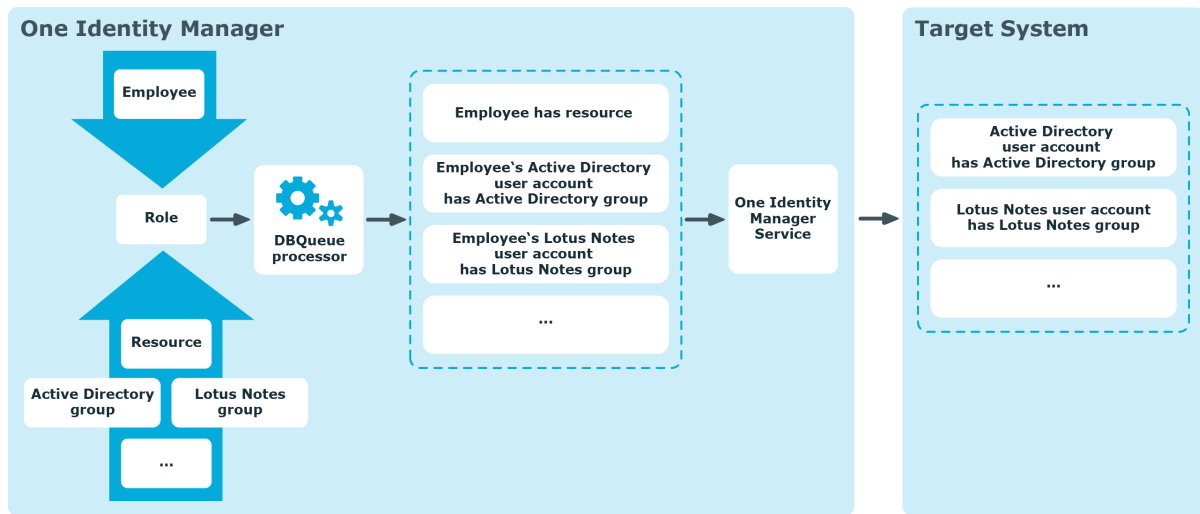 One Identity Manager
Employee
Role
Resource
Active Directory
group
Lotus Notes
group
...
DBQueue
processor
Employee has resource
Employee‘s Active Directory
user account
has Active Directory group
Employee‘s Lotus Notes
user account
has Lotus Notes group
...
One Identity
Manager
Service
Target System
Active Directory
user account
has Active Directory group
Lotus Notes user account
has Lotus Notes group
...